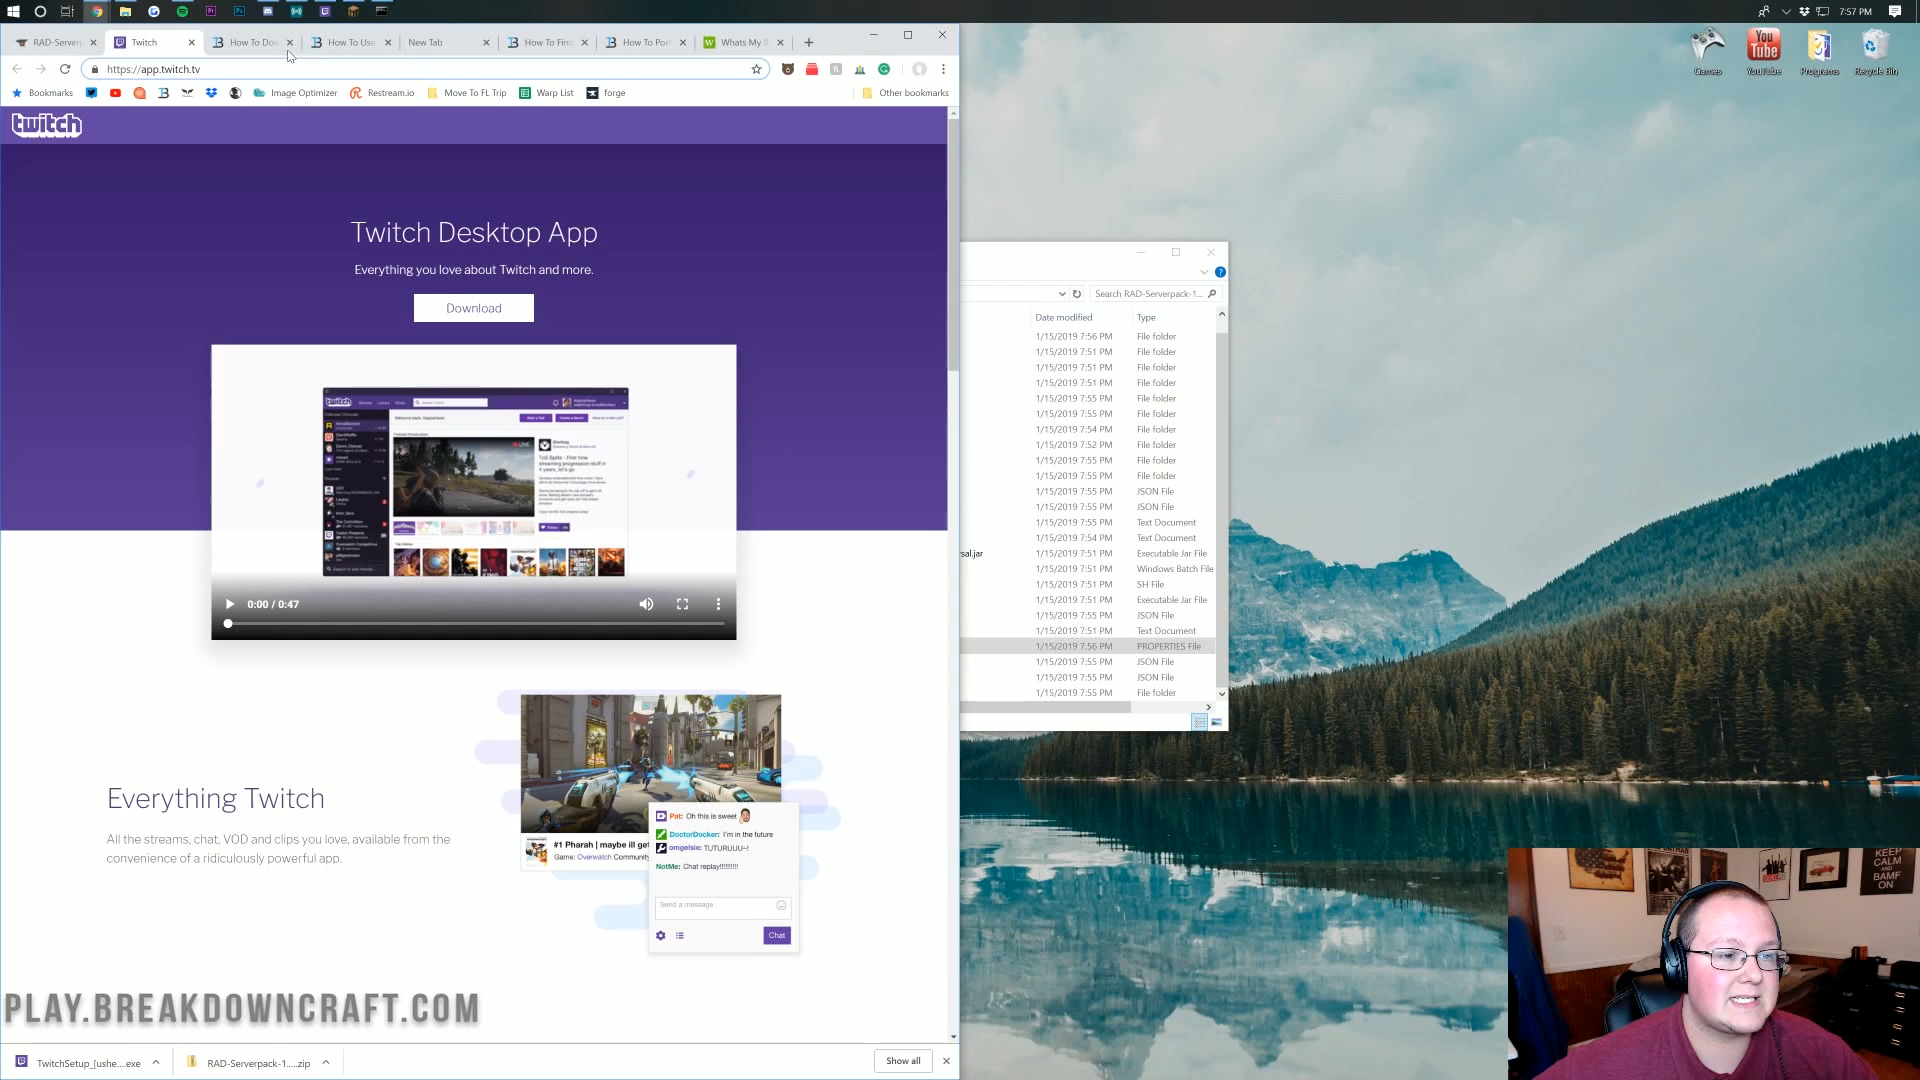 7:57 PM
RAD-Server
Twitch
How To Dow
How To Use
New Tab
How To Find
How To Port
Whats My I
https://app.twitch.tv
Bookmarks
Image Optimizer
Restream.io
Move To FL Trip
Warp List
forge
Other bookmarks
Games
YouTube
Programs
Recycle Bin
twitch
Twitch Desktop App
Everything you love about Twitch and more.
Download
0:00 / 0:47
Search RAD-Serverpack-1...
Date modified Type
1/15/2019 7:56 PM File folder
1/15/2019 7:51 PM File folder
1/15/2019 7:51 PM File folder
1/15/2019 7:51 PM File folder
1/15/2019 7:55 PM File folder
1/15/2019 7:55 PM File folder
1/15/2019 7:54 PM File folder
1/15/2019 7:52 PM File folder
1/15/2019 7:55 PM File folder
1/15/2019 7:55 PM File folder
1/15/2019 7:55 PM JSON File
1/15/2019 7:55 PM JSON File
1/15/2019 7:55 PM Text Document
1/15/2019 7:54 PM Text Document
rsal.jar 1/15/2019 7:51 PM Executable Jar File
1/15/2019 7:51 PM Windows Batch File
1/15/2019 7:51 PM SH File
1/15/2019 7:51 PM Executable Jar File
1/15/2019 7:55 PM JSON File
1/15/2019 7:51 PM Text Document
1/15/2019 7:56 PM PROPERTIES File
1/15/2019 7:55 PM JSON File
1/15/2019 7:55 PM JSON File
1/15/2019 7:55 PM File folder
Everything Twitch
All the streams, chat, VOD and clips you love, available from the
convenience of a ridiculously powerful app.
#1 Pharah | maybe ill get
Game: Overwatch Community
Pat: Oh this is sweet
DoctorDocker: I'm in the future
omgelsie: TUTURUUU~!
NotMe: Chat replay!!!!!!!!!!
Send a message
Chat
KEEP
CALM
AND
BAMF
ON
PLAY.BREAKDOWNCRAFT.COM
TwitchSetup_[ushe....exe
RAD-Serverpack-1.....zip
Show all